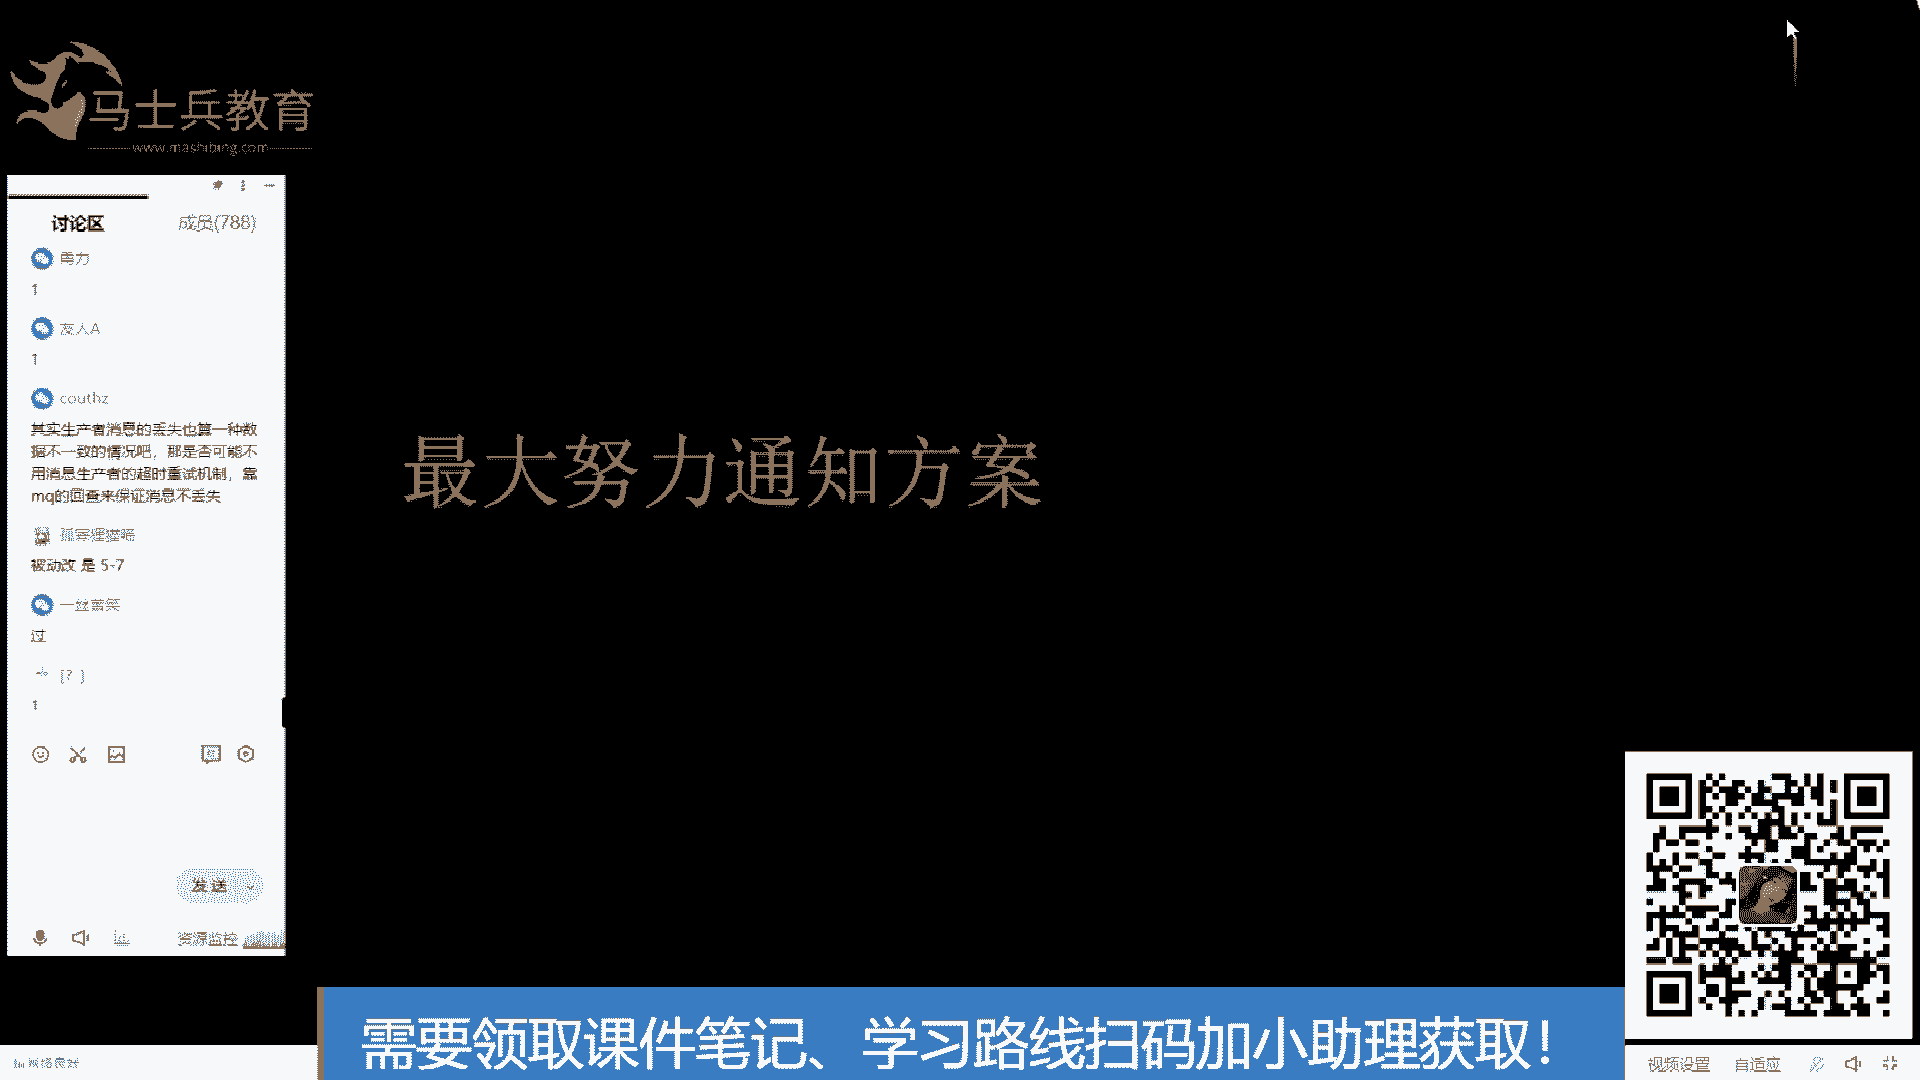 马士兵教育
www.mashibing.com
讨论区
成员(788)
1
友人A
1
couthz
其实生产者消息的丢失也算一种数
据不一致的情况吧，那是否可能不
用消息生产者的超时重试机制，靠
mq的回查来保证消息不丢失
被动改 是 5-7
过
[? ]
1
发送
资源监控
最大努力通知方案
需要领取课件笔记、学习路线扫码加小助理获取！
视频设置
自适应